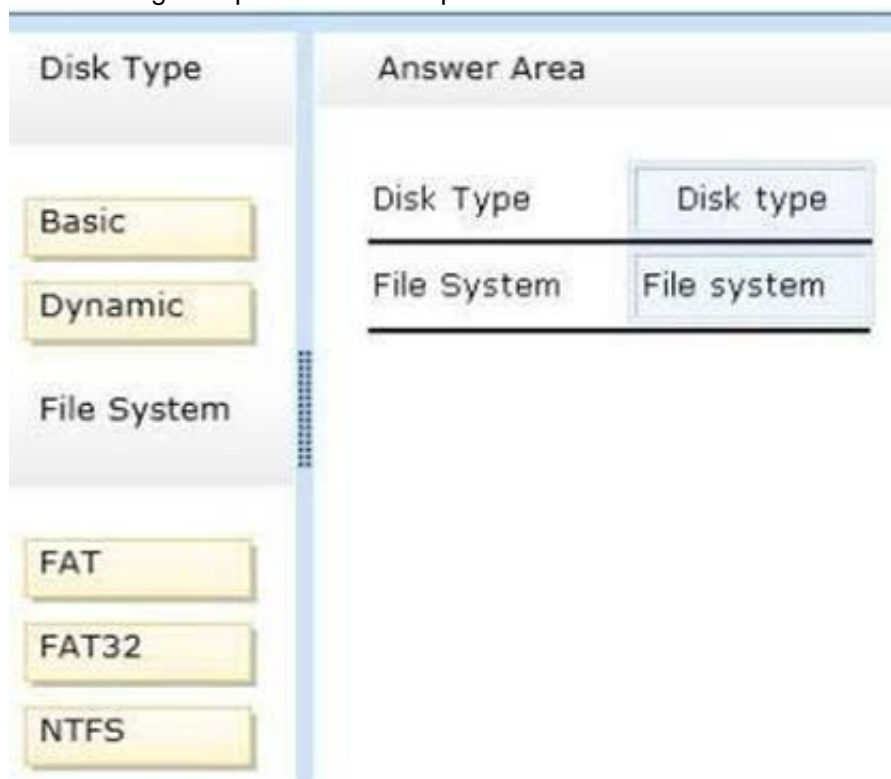 Disk Type
Answer Area
Basic
Dynamic
File System
FAT
FAT32
NTFS
Disk Type Disk type
File System File system